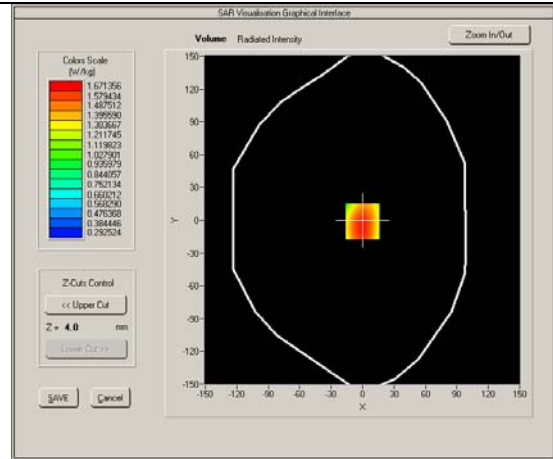 SAR Visualisation Graphical Interface
Volume Radiated Intensity
Zoom In/Out
Colors Scale
(W/kg)
1.671356
1.579434
1.487512
1.395590
1.303667
1.211745
1.119823
1.027901
0.935979
0.844057
0.752134
0.660212
0.568290
0.476368
0.384446
0.292524
Z-Cuts Control
<< Upper Cut
Z = 4.0 mm
SAVE
Cancel
150
120
90
60
30
0
-30
-60
-90
-120
-150
Y
-150 -120 -90 -60 -30 0 30 60 90 120 150
X